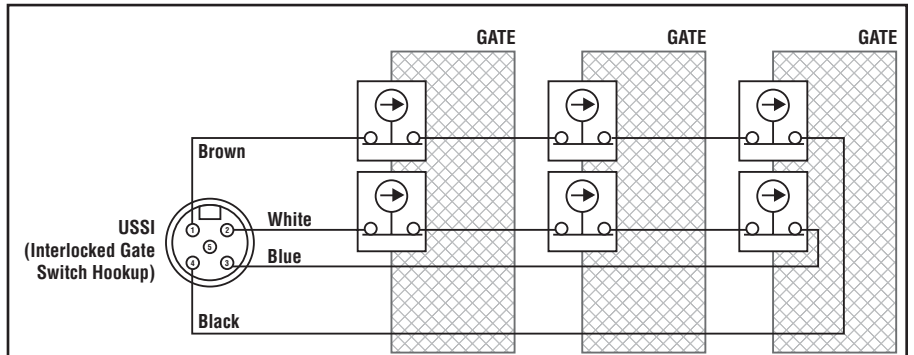 GATE
GATE
GATE
Brown
White
USSI
(Interlocked Gate
Switch Hookup)
1
2
5
4
3
Blue
Black